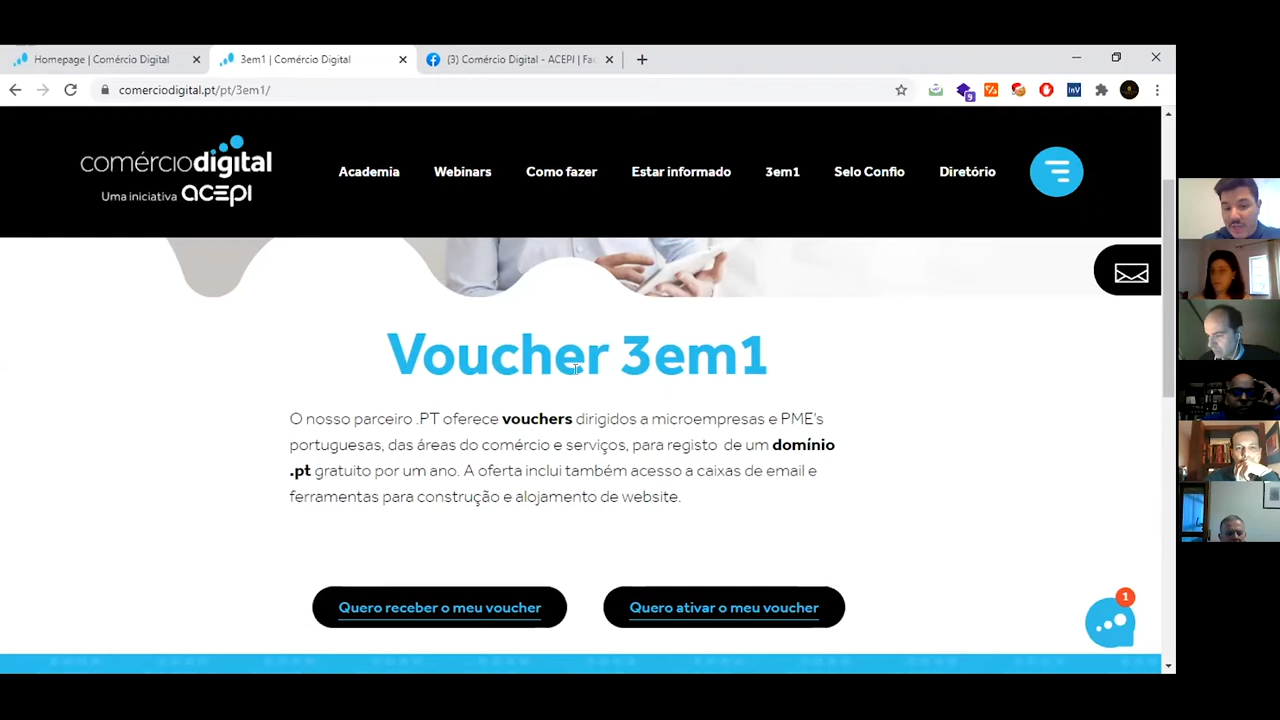 Homepage | Comércio Digital
3em1 | Comércio Digital
(3) Comércio Digital - ACEPI | Fac
comerciodigital.pt/pt/3em1/
9
InV
comérciodigital
Uma iniciativa acepi
Academia
Webinars
Como fazer
Estar informado
3em1
Selo Confio
Diretório
Voucher 3em1
O nosso parceiro .PT oferece vouchers dirigidos a microempresas e PME's
portuguesas, das áreas do comércio e serviços, para registo de um domínio
.pt gratuito por um ano. A oferta inclui também acesso a caixas de email e
ferramentas para construção e alojamento de website.
Quero receber o meu voucher
Quero ativar o meu voucher
1